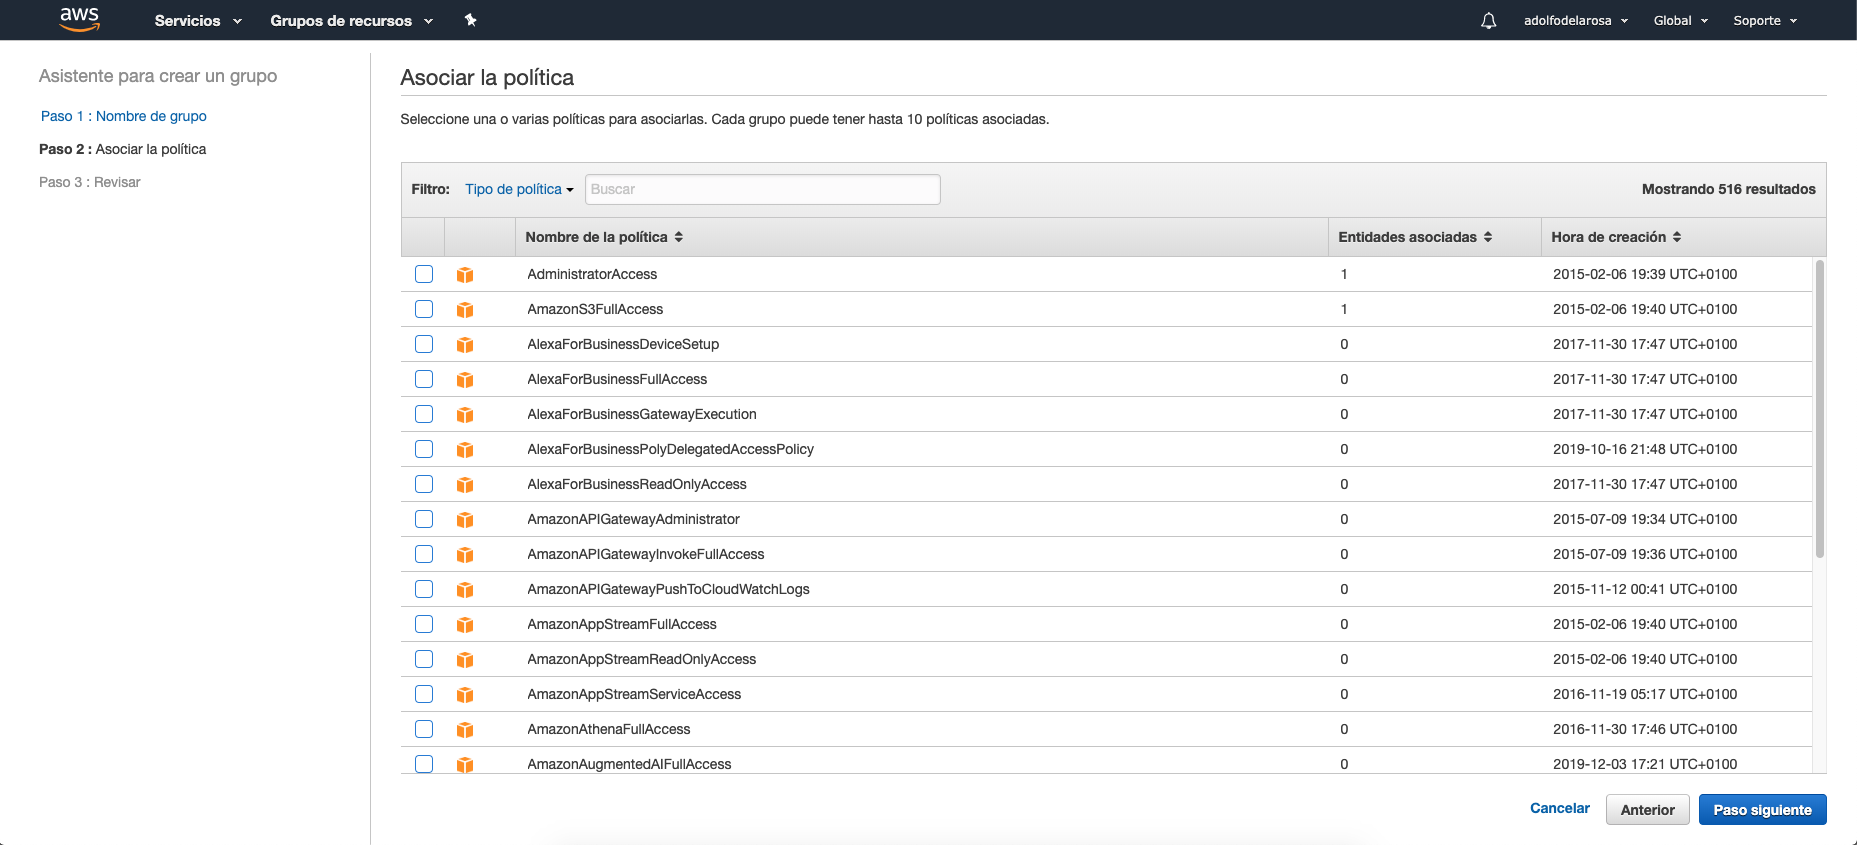 aws Servicios Grupos de recursos adolfodelarosa Global Soporte
Asistente para crear un grupo
Paso 1 : Nombre de grupo
Paso 2 : Asociar la política
Paso 3 : Revisar
Asociar la política
Seleccione una o varias políticas para asociarlas. Cada grupo puede tener hasta 10 políticas asociadas.
Filtro: Tipo de política Buscar Mostrando 516 resultados
Nombre de la política Entidades asociadas Hora de creación
AdministratorAccess 1 2015-02-06 19:39 UTC+0100
AmazonS3FullAccess 1 2015-02-06 19:40 UTC+0100
AlexaForBusinessDeviceSetup 0 2017-11-30 17:47 UTC+0100
AlexaForBusinessFullAccess 0 2017-11-30 17:47 UTC+0100
AlexaForBusinessGatewayExecution 0 2017-11-30 17:47 UTC+0100
AlexaForBusinessPolyDelegatedAccessPolicy 0 2019-10-16 21:48 UTC+0100
AlexaForBusinessReadOnlyAccess 0 2017-11-30 17:47 UTC+0100
AmazonAPIGatewayAdministrator 0 2015-07-09 19:34 UTC+0100
AmazonAPIGatewayInvokeFullAccess 0 2015-07-09 19:36 UTC+0100
AmazonAPIGatewayPushToCloudWatchLogs 0 2015-11-12 00:41 UTC+0100
AmazonAppStreamFullAccess 0 2015-02-06 19:40 UTC+0100
AmazonAppStreamReadOnlyAccess 0 2015-02-06 19:40 UTC+0100
AmazonAppStreamServiceAccess 0 2016-11-19 05:17 UTC+0100
AmazonAthenaFullAccess 0 2016-11-30 17:46 UTC+0100
AmazonAugmentedAIFullAccess 0 2019-12-03 17:21 UTC+0100
Cancelar Anterior Paso siguiente